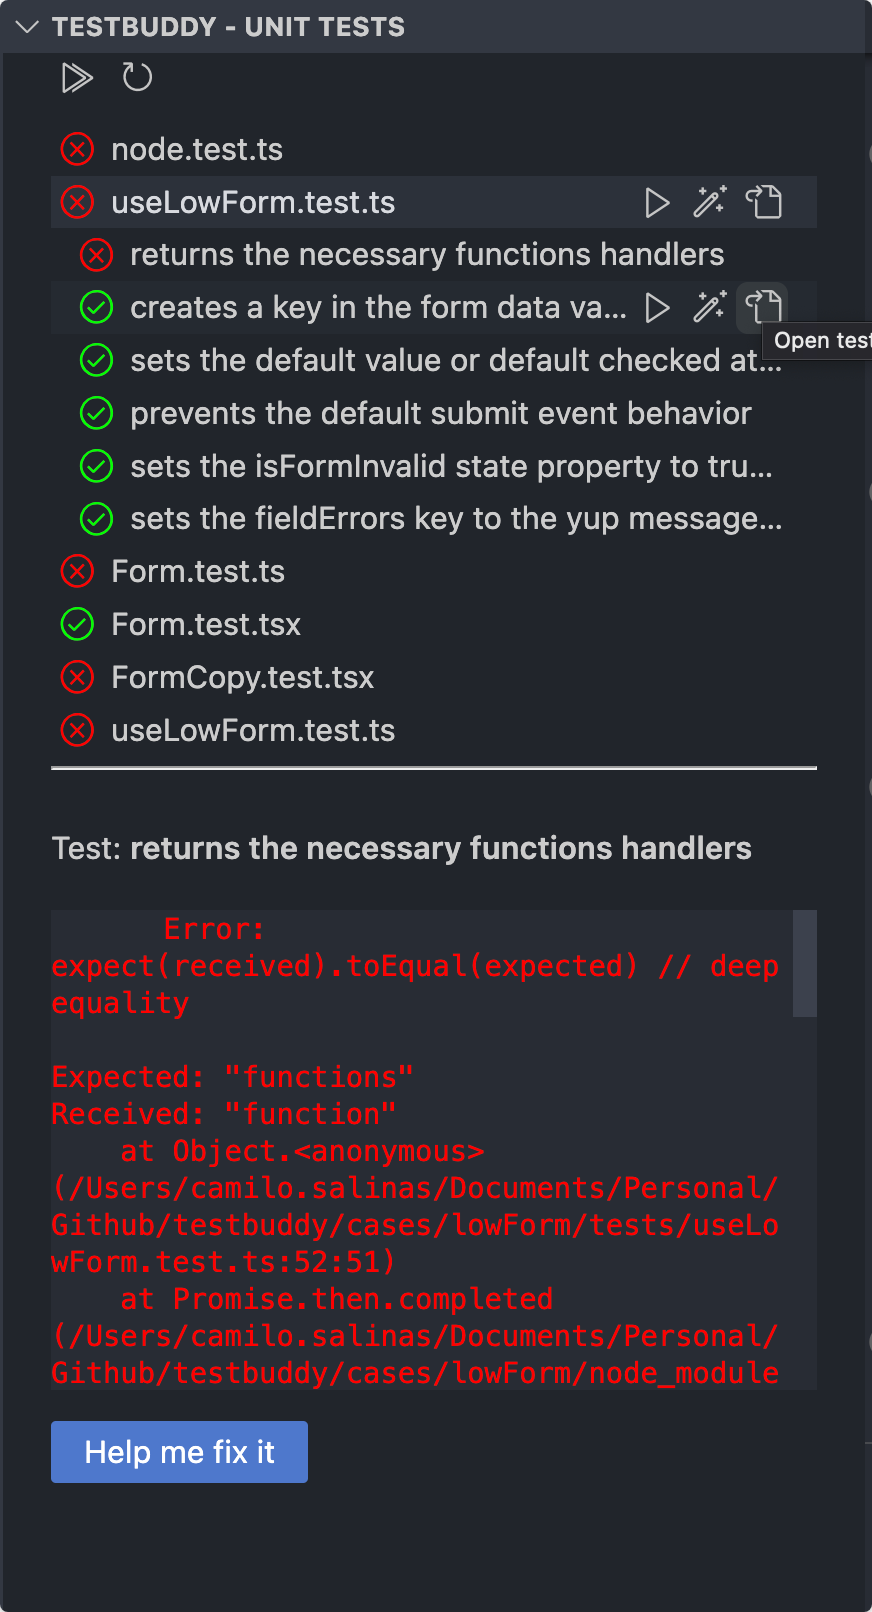 TESTBUDDY - UNIT TESTS
node.test.ts
useLowForm.test.ts
returns the necessary functions handlers
creates a key in the form data va...
Open test
sets the default value or default checked at...
prevents the default submit event behavior
sets the isFormInvalid state property to tru...
sets the fieldErrors key to the yup message...
Form.test.ts
Form.test.tsx
FormCopy.test.tsx
useLowForm.test.ts
Test: returns the necessary functions handlers
Error:
expect(received).toEqual(expected) // deep
equality
Expected: "functions"
Received: "function"
at Object.<anonymous>
(/Users/camilo.salinas/Documents/Personal/
Github/testbuddy/cases/lowForm/tests/useLo
wForm.test.ts:52:51)
at Promise.then.completed
(/Users/camilo.salinas/Documents/Personal/
Github/testbuddy/cases/lowForm/node_module
Help me fix it